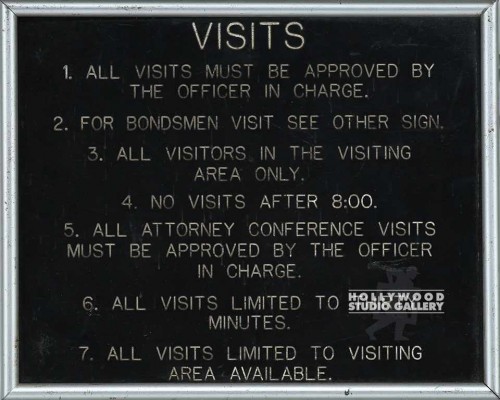 VISITS
1. ALL VISITS MUST BE APPROVED BY
THE OFFICER IN CHARGE.
2. FOR BONDSMEN VISIT SEE OTHER SIGN.
3. ALL VISITORS IN THE VISITING
AREA ONLY.
4. NO VISITS AFTER 8:00.
5. ALL ATTORNEY CONFERENCE VISITS
MUST BE APPROVED BY THE OFFICER
IN CHARGE.
6. ALL VISITS LIMITED TO
HOLLYWOOD
STUDIO GALLERY
MINUTES.
7. ALL VISITS LIMITED TO VISITING
AREA AVAILABLE.